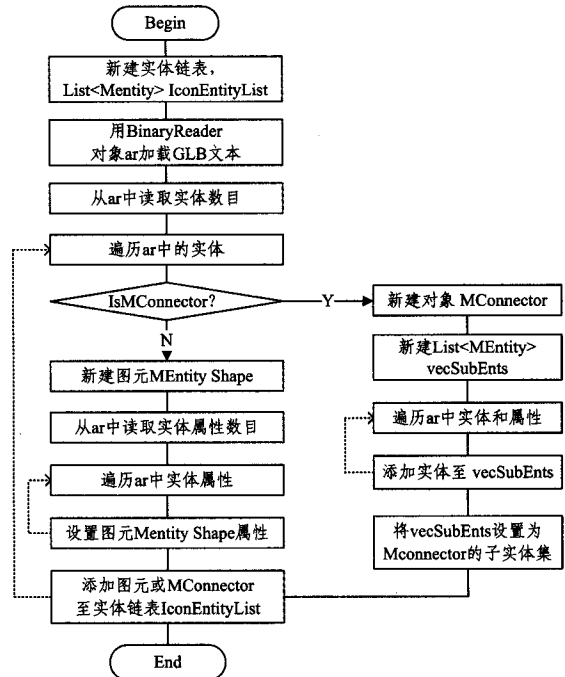 Begin
新建实体链表，
List<Mentity> IconEntityList
用BinaryReader
对象ar加载GLB文本
从ar中读取实体数目
遍历ar中的实体
IsMConnector?
Y
N
新建对象 MConnector
新建List<MEntity>
vecSubEnts
遍历ar中实体和属性
添加实体至 vecSubEnts
将vecSubEnts设置为
Mconnector的子实体集
新建图元MEntity Shape
从ar中读取实体属性数目
遍历ar中实体属性
设置图元Mentity Shape属性
添加图元或MConnector
至实体链表IconEntityList
End